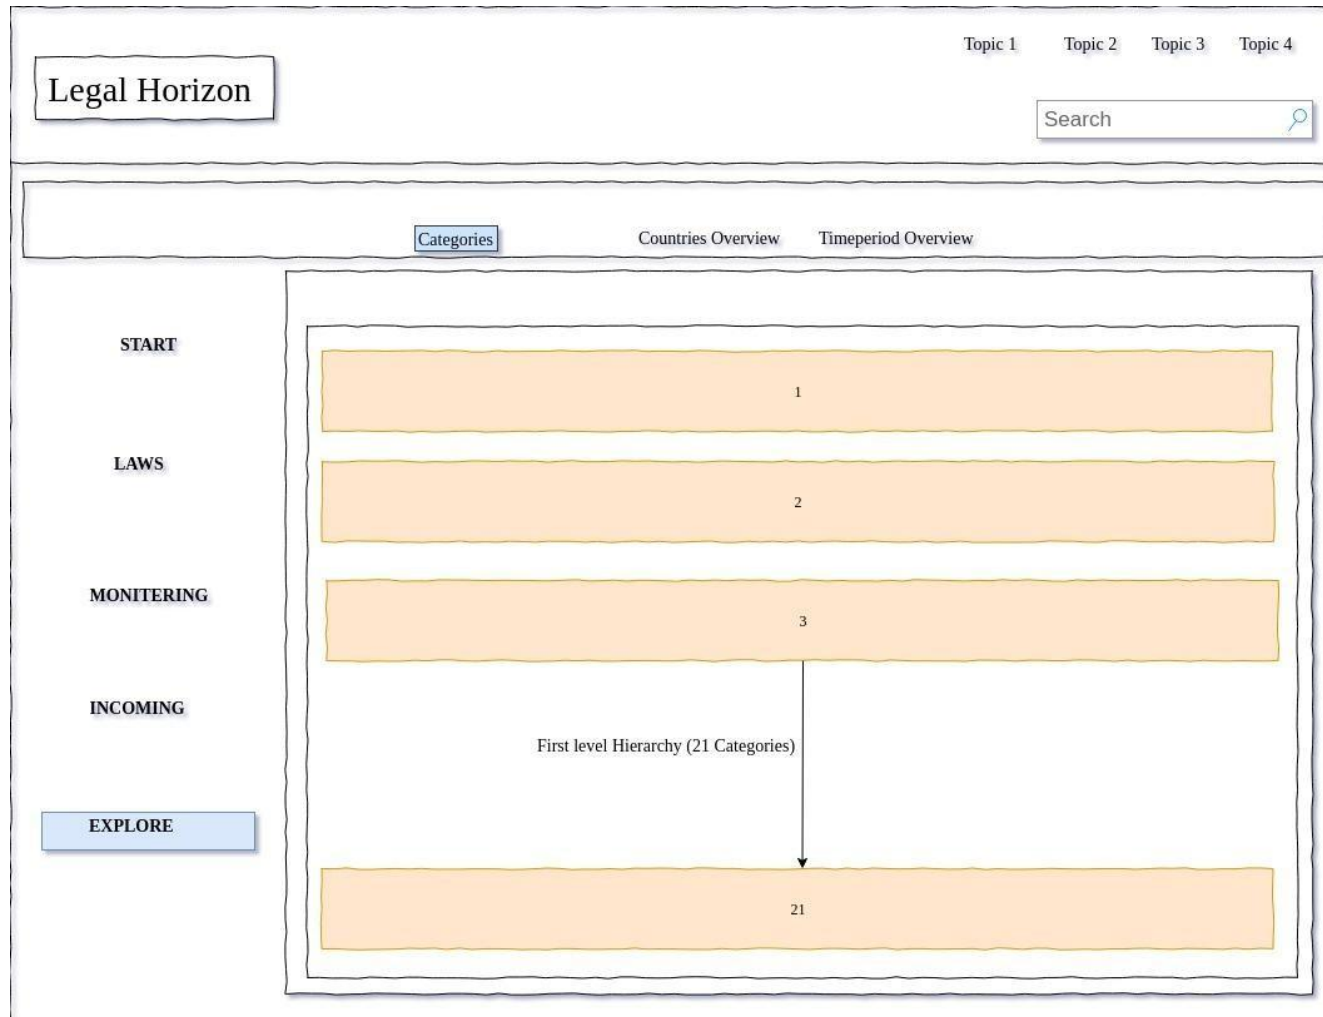 Topic 1 Topic 2 Topic 3 Topic 4
Legal Horizon
Search
Categories Countries Overview Timeperiod Overview
START
LAWS
MONITERING
INCOMING
EXPLORE
1
2
3
First level Hierarchy (21 Categories)
21